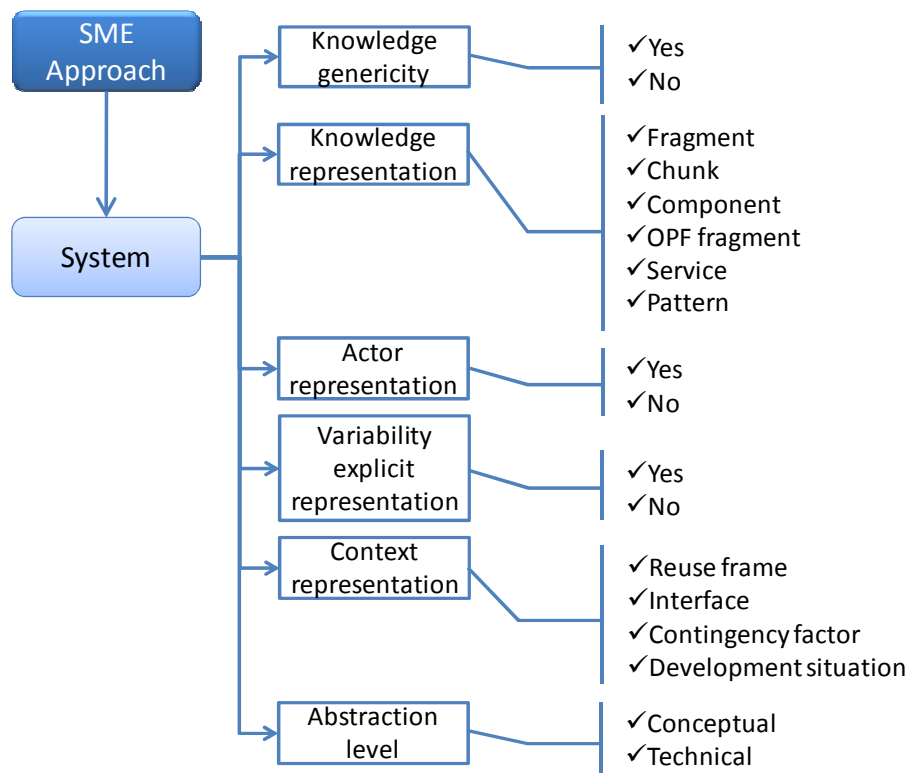 SME
Approach
System
Knowledge
genericity
✓Yes
✓No
Knowledge
representation
✓Fragment
✓Chunk
✓Component
✓OPF fragment
✓Service
✓Pattern
Actor
representation
✓Yes
✓No
Variability
explicit
representation
✓Yes
✓No
Context
representation
✓Reuse frame
✓Interface
✓Contingency factor
✓Development situation
Abstraction
level
✓Conceptual
✓Technical